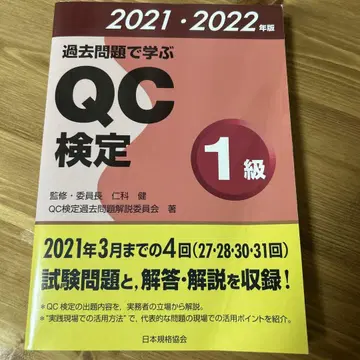 2021・2022年版
過去問題で学ぶ
QC
検定
1級
監修・委員長 仁科 健
QC検定過去問題解説委員会 著
2021年3月までの4回(27・28・30・31回)
試験問題と,解答・解説を収録!
*QC検定の出題内容を、実務者の立場から解説。
*"実践現場での活用方法"で、代表的な問題の現場での活用ポイントを紹介。
日本規格協会